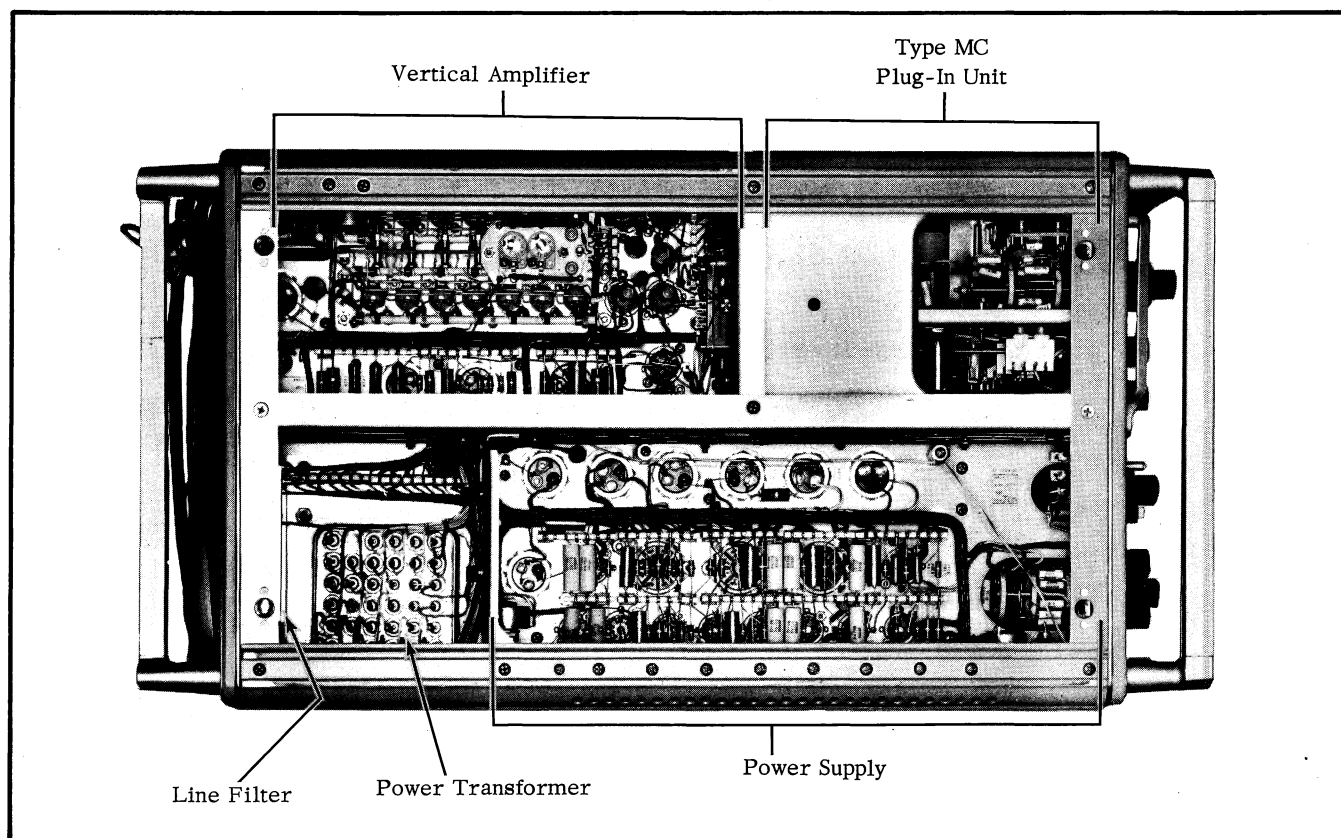 Type MC
Plug-In Unit
Vertical Amplifier
Power Supply
Power Transformer
Line Filter